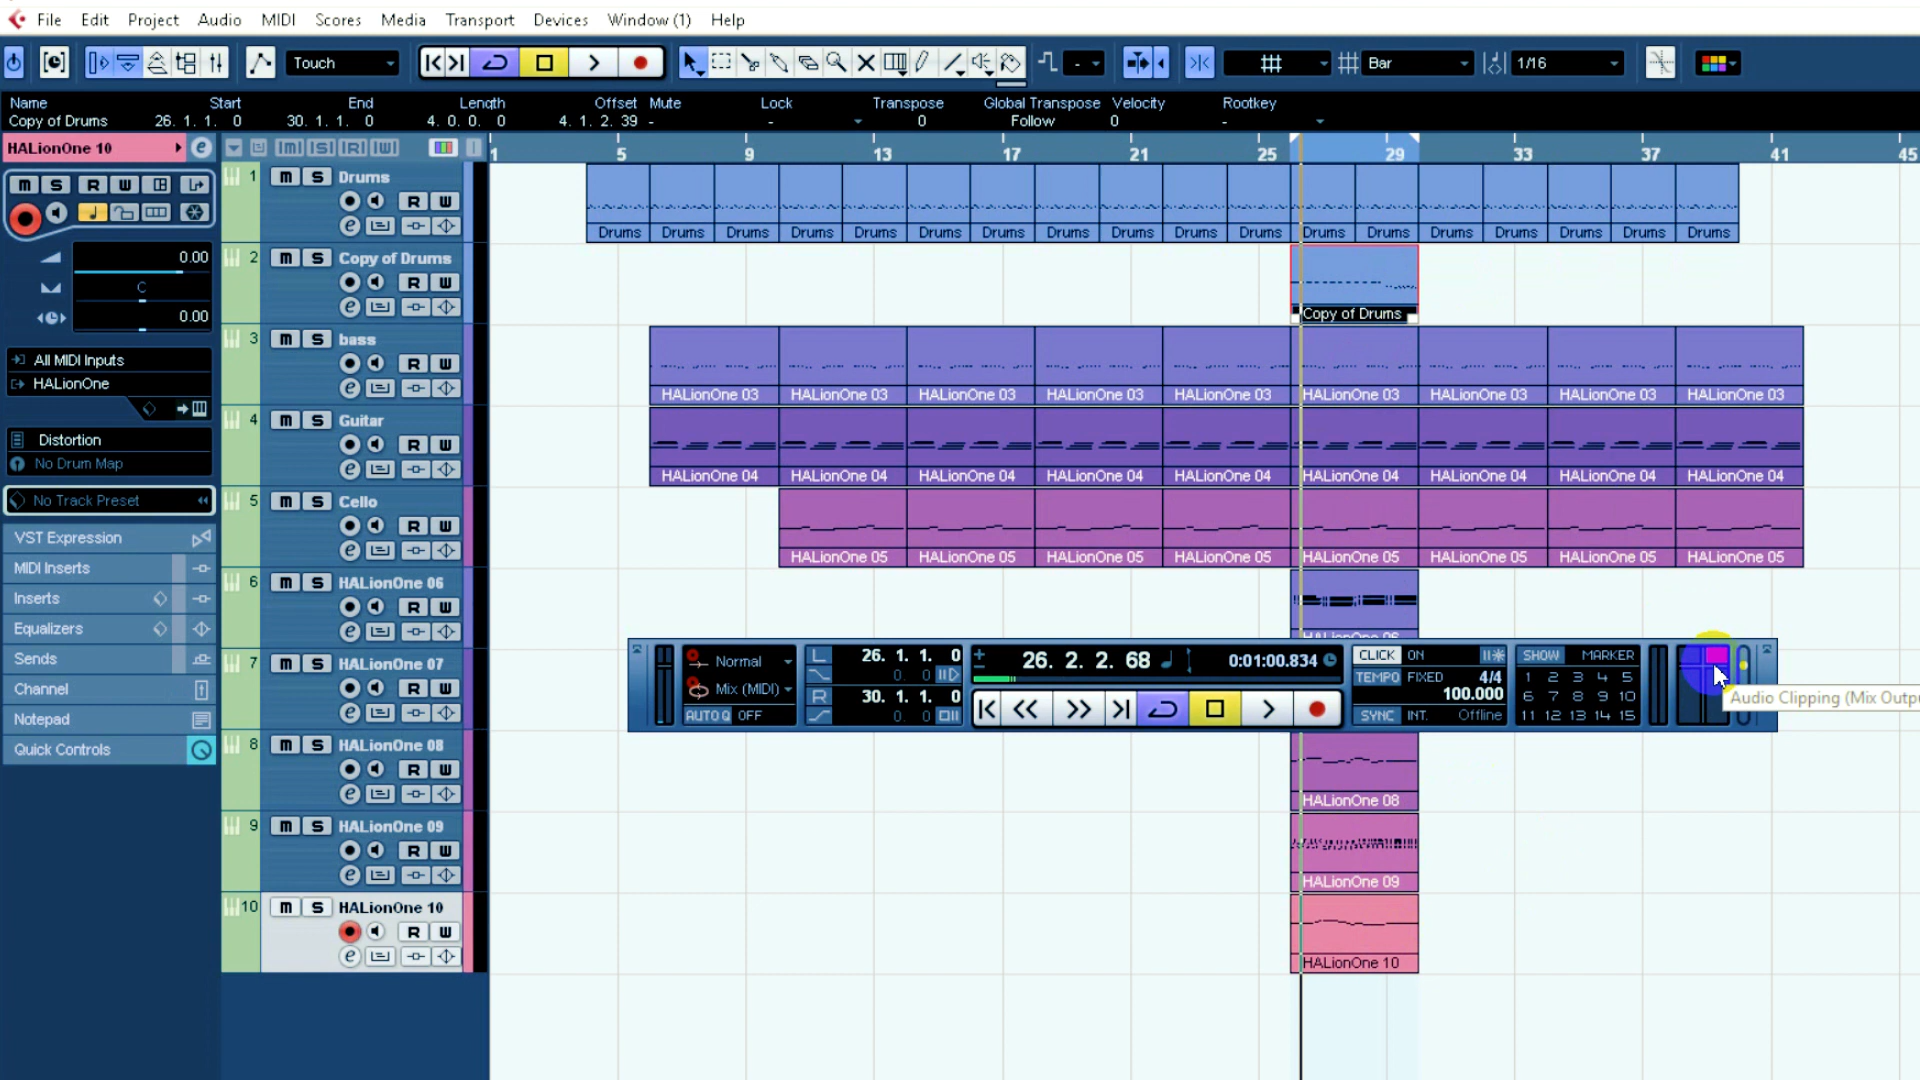 File Edit Project Audio MIDI Scores Media Transport Devices Window (1) Help
Touch - Bar 1/16
Name Start End Length Offset Mute Lock Transpose Global Transpose Velocity Rootkey
Copy of Drums 26. 1. 1. 0 30. 1. 1. 0 4. 0. 0. 0 4. 1. 2. 39 - - 0 Follow 0 -
HALionOne 10 e [M] [S] [R] [W] 1 5 9 13 17 21 25 29 33 37 41 45
m S R W
0.00
C
0.00
All MIDI Inputs
HALionOne
Distortion
No Drum Map
No Track Preset
VST Expression
MIDI Inserts
Inserts
Equalizers
Sends
Channel
Notepad
Quick Controls
1 m S Drums
R W
e
Drums Drums Drums Drums Drums Drums Drums Drums Drums Drums Drums Drums Drums Drums Drums Drums Drums Drums
2 m S Copy of Drums
R W
e
Copy of Drums
3 m S bass
R W
e
HALionOne 03 HALionOne 03 HALionOne 03 HALionOne 03 HALionOne 03 HALionOne 03 HALionOne 03 HALionOne 03 HALionOne 03
4 m S Guitar
R W
e
HALionOne 04 HALionOne 04 HALionOne 04 HALionOne 04 HALionOne 04 HALionOne 04 HALionOne 04 HALionOne 04 HALionOne 04
5 m S Cello
R W
e
HALionOne 05 HALionOne 05 HALionOne 05 HALionOne 05 HALionOne 05 HALionOne 05 HALionOne 05 HALionOne 05
6 m S HALionOne 06
R W
e
7 m S HALionOne 07
R W
e
8 m S HALionOne 08
R W
e
HALionOne 08
9 m S HALionOne 09
R W
e
HALionOne 09
10 m S HALionOne 10
R W
e
HALionOne 10
Normal L 26. 1. 1. 0 26. 2. 2. 68 0:01:00.834 CLICK ON SHOW MARKER
0. 0 TEMPO FIXED 4/4 1 2 3 4 5
Mix (MIDI) R 30. 1. 1. 0 100.000 6 7 8 9 10
AUTO Q OFF 0. 0 SYNC INT. Offline 11 12 13 14 15
Audio Clipping (Mix Outpu